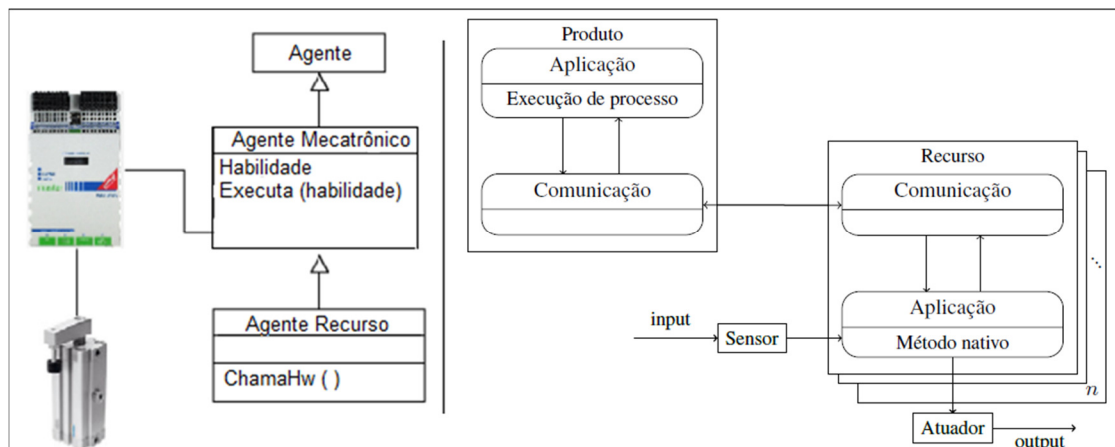 Agente
Agente Mecatrônico
Habilidade
Executa (habilidade)
Agente Recurso
ChamaHw ( )
Produto
Aplicação
Execução de processo
Comunicação
Recurso
Comunicação
Aplicação
Método nativo
input
Sensor
n
Atuador
output